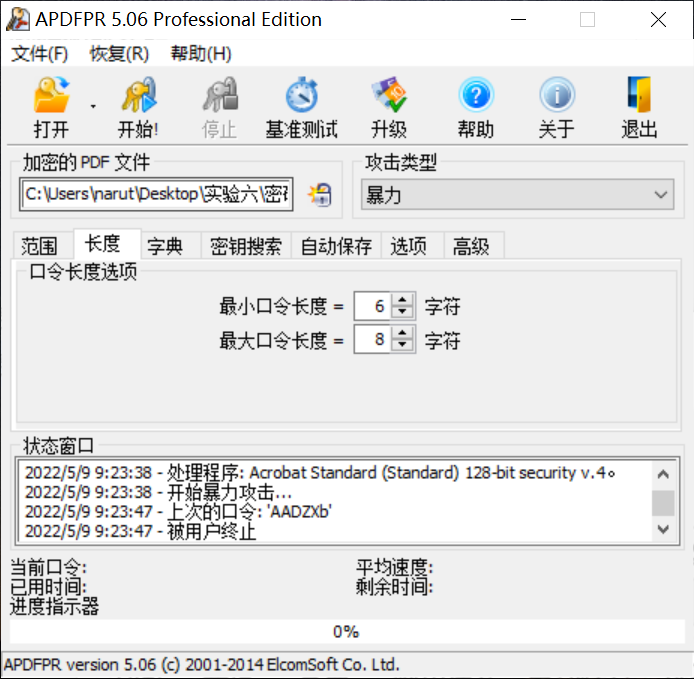 APDFPR 5.06 Professional Edition
文件(F) 恢复(R) 帮助(H)
打开 开始! 停止 基准测试 升级 帮助 关于 退出
加密的 PDF 文件 攻击类型
C:\Users\narut\Desktop\实验六\密 暴力
范围 长度 字典 密钥搜索 自动保存 选项 高级
口令长度选项
最小口令长度 = 6 字符
最大口令长度 = 8 字符
状态窗口
2022/5/9 9:23:38 - 处理程序: Acrobat Standard (Standard) 128-bit security v.4。
2022/5/9 9:23:38 - 开始暴力攻击...
2022/5/9 9:23:47 - 上次的口令: 'AADZXb'
2022/5/9 9:23:47 - 被用户终止
当前口令: 平均速度:
已用时间: 剩余时间:
进度指示器
0%
APDFPR version 5.06 (c) 2001-2014 ElcomSoft Co. Ltd.